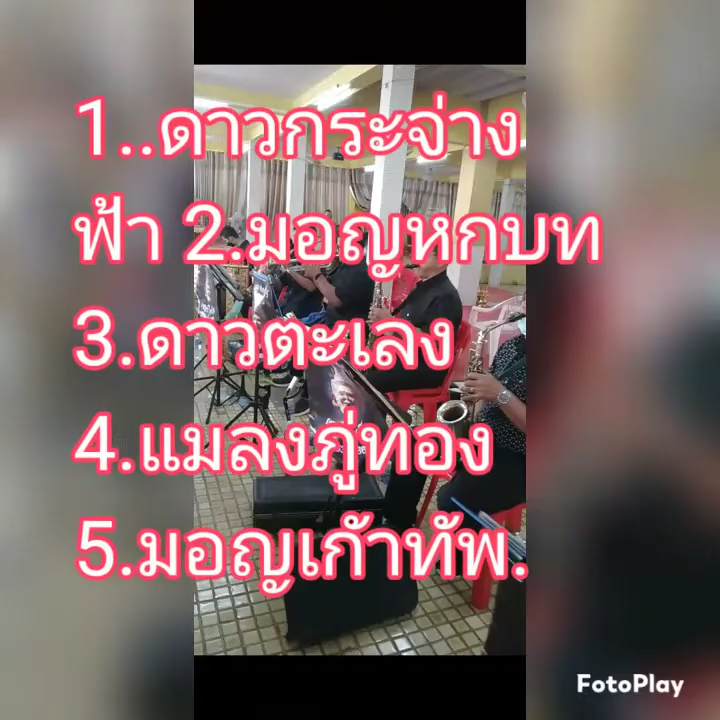 1..ดาวกระจ่าง
ฟ้า 2.มอญหกบท
3.ดาวตะเลง
4.แมลงภู่ทอง
5.มอญเก้าทัพ.
FotoPlay